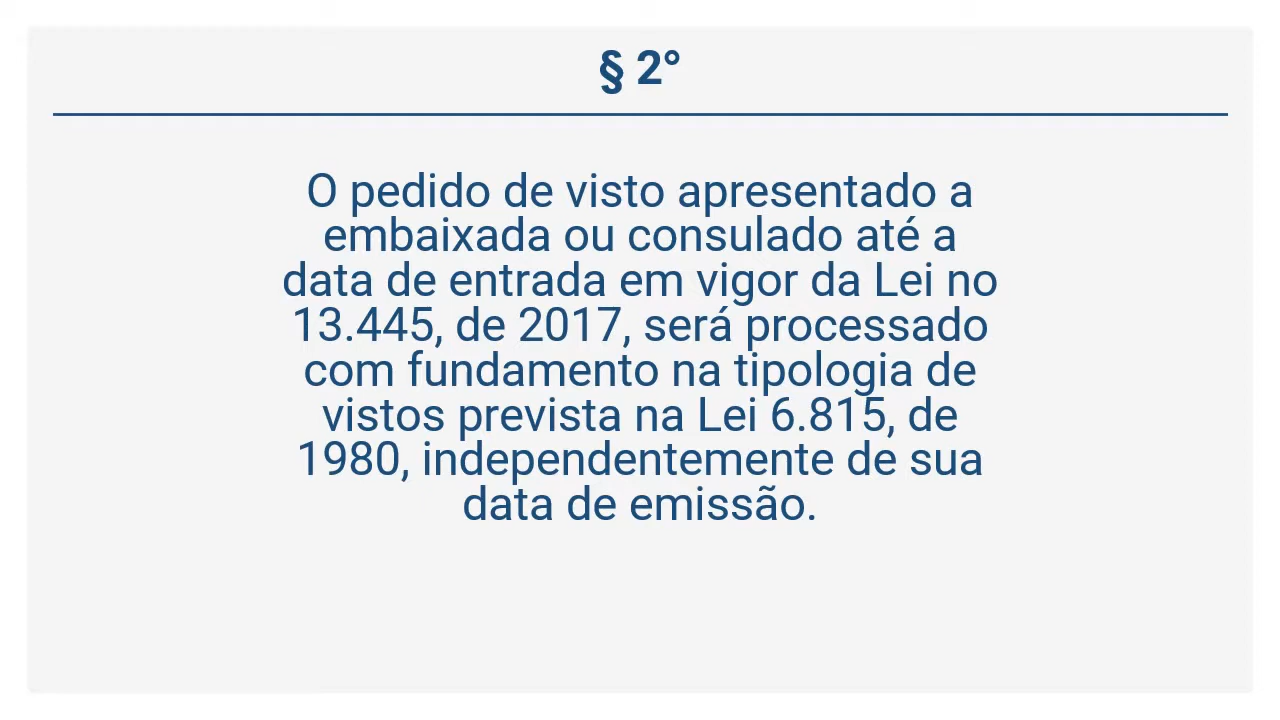 § 2°
O pedido de visto apresentado a
embaixada ou consulado até a
data de entrada em vigor da Lei no
13.445, de 2017, será processado
com fundamento na tipologia de
vistos prevista na Lei 6.815, de
1980, independentemente de sua
data de emissão.